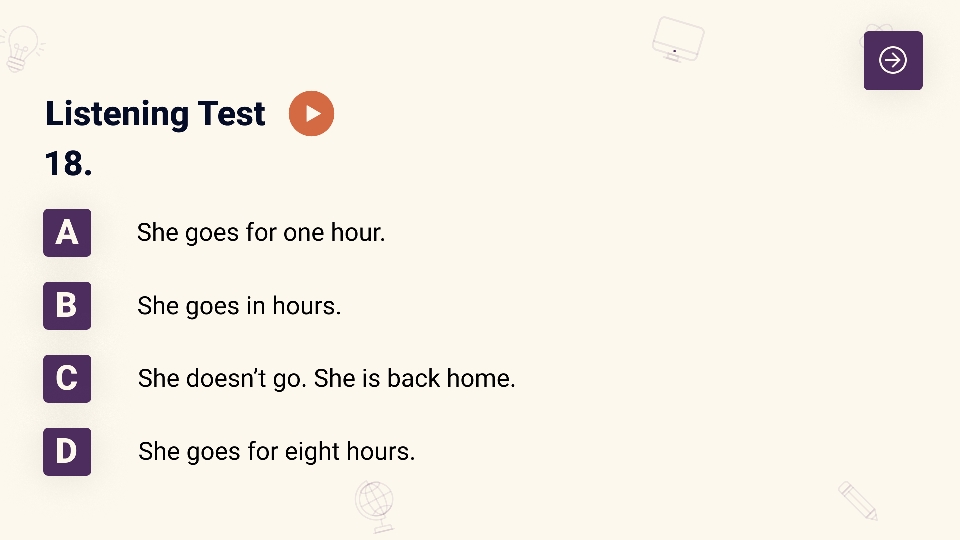 Listening Test
18.
A She goes for one hour.
B She goes in hours.
C She doesn’t go. She is back home.
D She goes for eight hours.